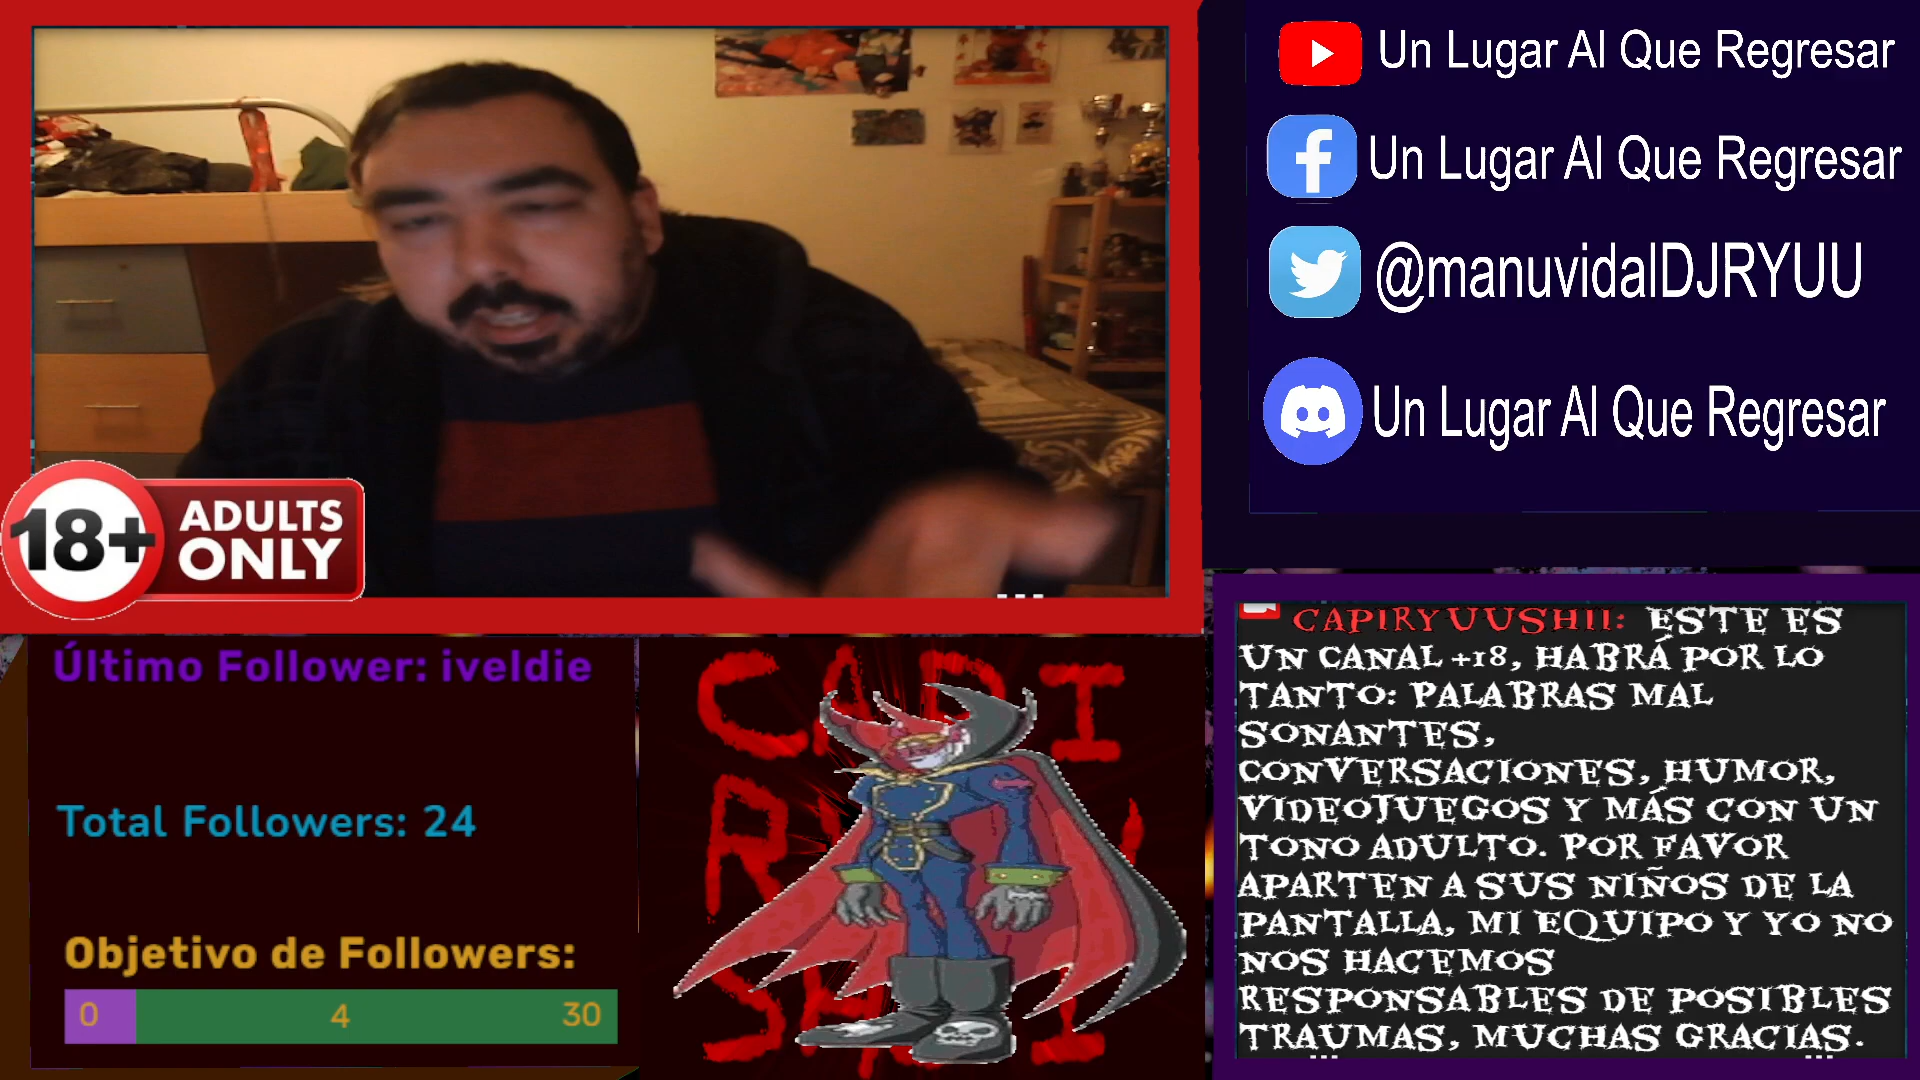 Un Lugar Al Que Regresar
Un Lugar Al Que Regresar
@manuvidalDJRYUU
Un Lugar Al Que Regresar
18+
ADULTS
ONLY
Último Follower: iveldie
Total Followers: 24
Objetivo de Followers:
0 4 30
CAPI
RY
SH I
CAPIRYUUSHII: ESTE ES
UN CANAL +18, HABRÁ POR LO
TANTO: PALABRAS MAL
SONANTES,
CONVERSACIONES, HUMOR,
VIDEOJUEGOS Y MÁS CON UN
TONO ADULTO. POR FAVOR
APARTEN A SUS NIÑOS DE LA
PANTALLA, MI EQUIPO Y YO NO
NOS HACEMOS
RESPONSABLES DE POSIBLES
TRAUMAS, MUCHAS GRACIAS.